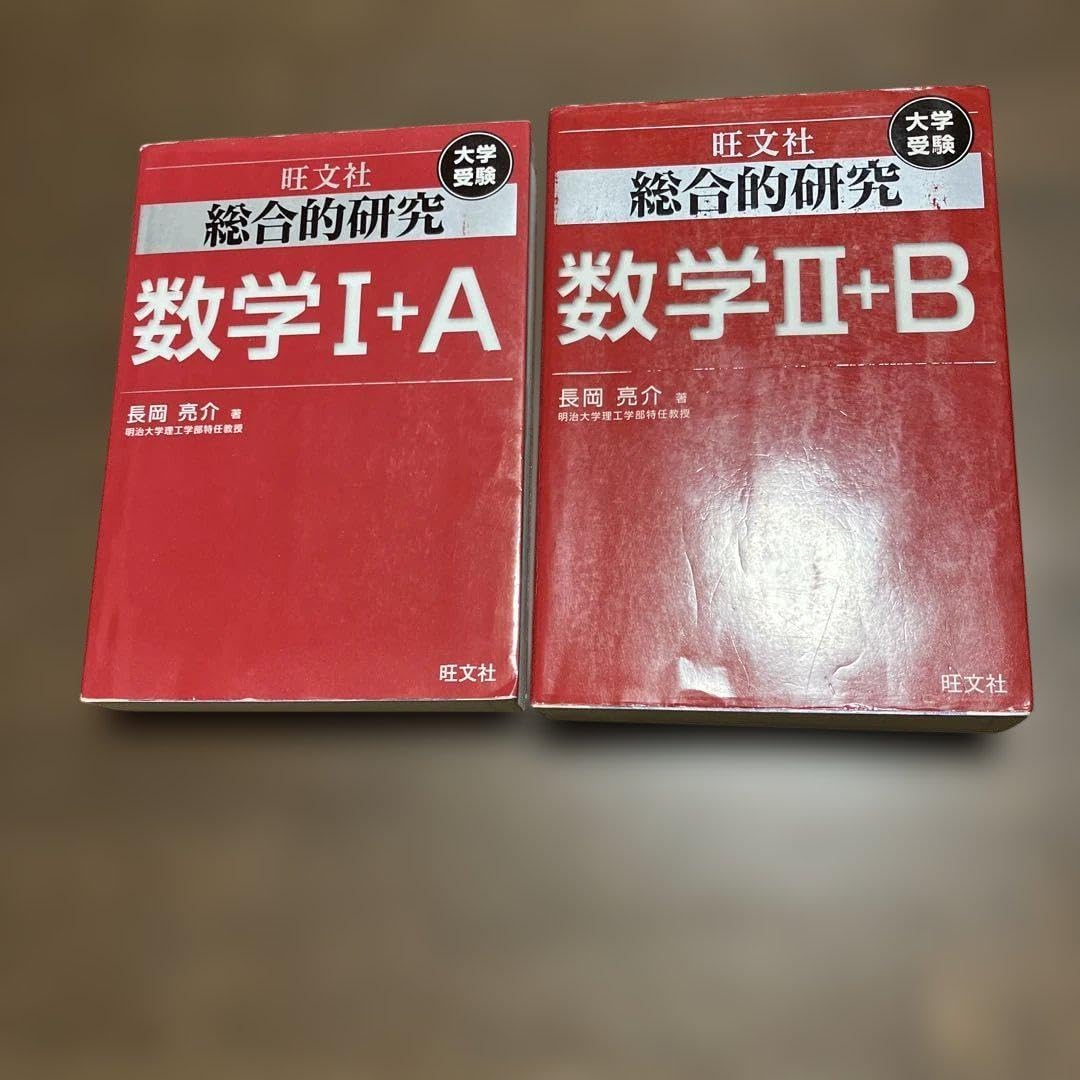 旺文社
大学
受験
総合的研究
数学I+A
長岡 亮介 著
明治大学理工学部特任教授
旺文社
旺文社
大学
受験
総合的研究
数学II+B
長岡 亮介 著
明治大学理工学部特任教授
旺文社